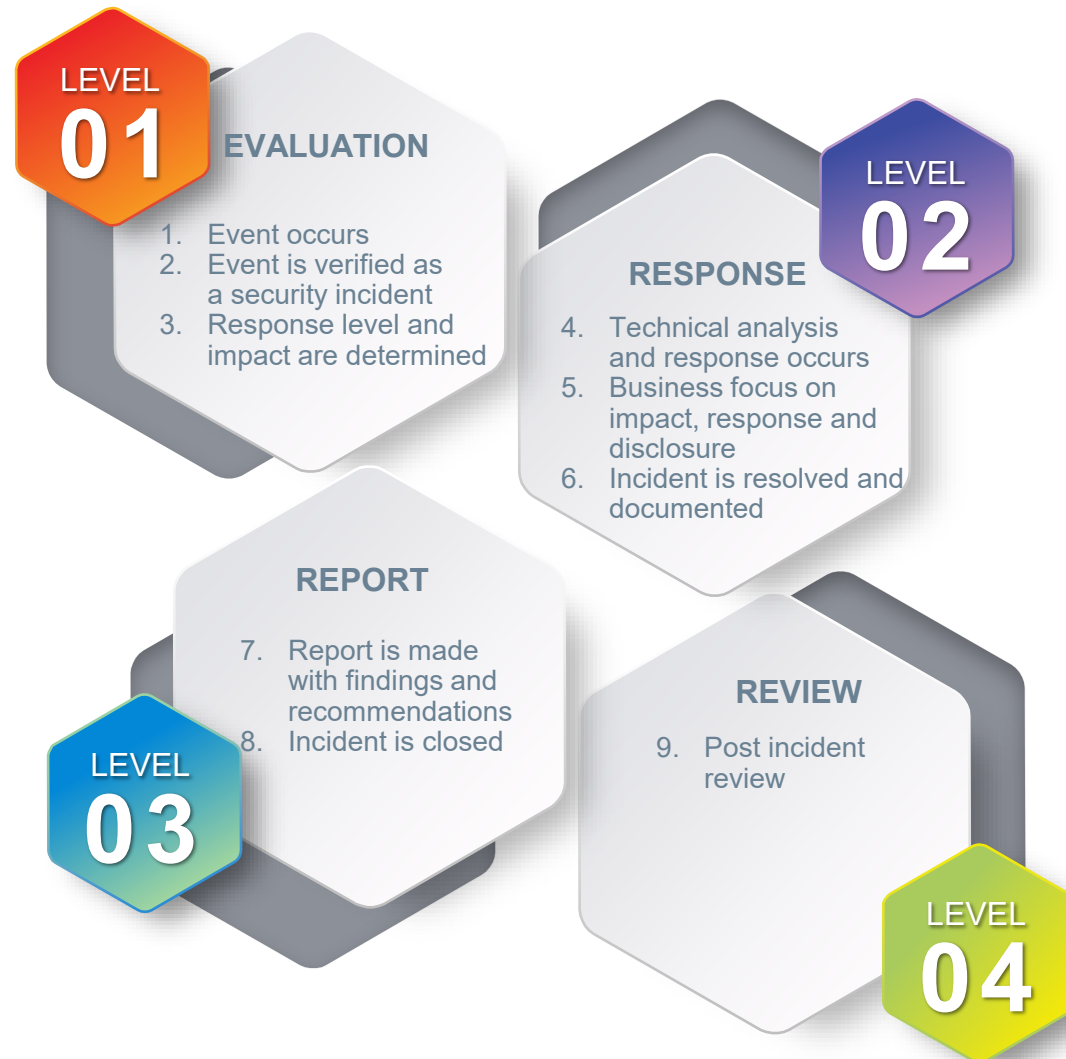 LEVEL
01
EVALUATION
1. Event occurs
2. Event is verified as
a security incident
3. Response level and
impact are determined
LEVEL
02
RESPONSE
4. Technical analysis
and response occurs
5. Business focus on
impact, response and
disclosure
6. Incident is resolved and
documented
LEVEL
03
REPORT
7. Report is made
with findings and
recommendations
8. Incident is closed
LEVEL
04
REVIEW
9. Post incident
review